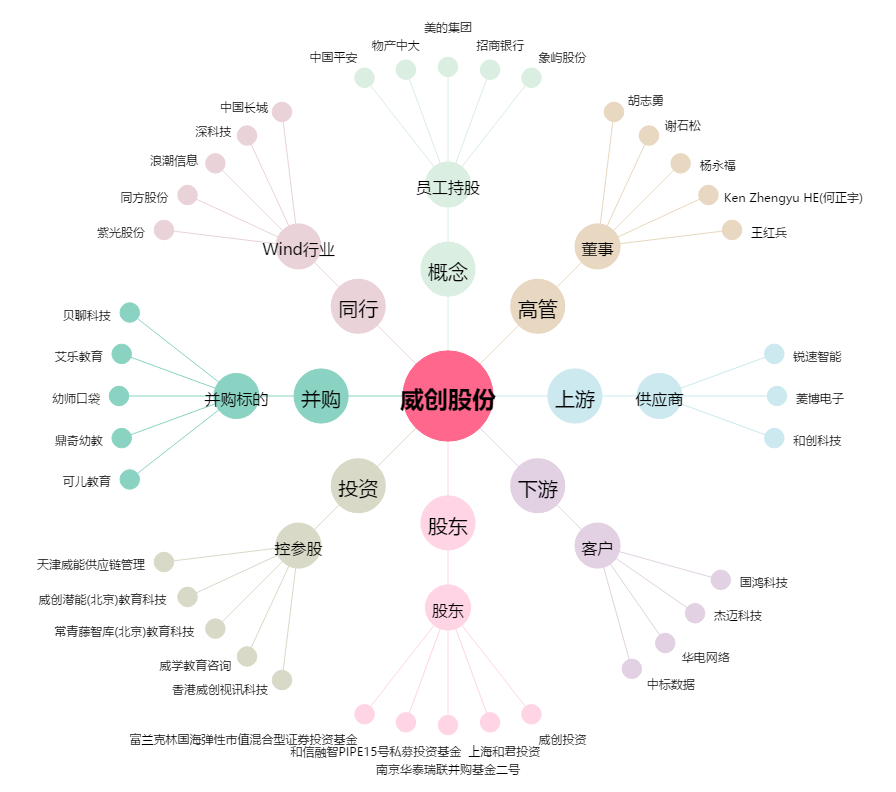 美的集团
物产中大
招商银行
中国平安
象屿股份
中国长城
胡志勇
深科技
谢石松
浪潮信息
杨永福
员工持股
同方股份
Ken Zhengyu HE(何正宇)
紫光股份
王红兵
Wind行业
董事
概念
同行
高管
贝聊科技
艾乐教育
锐速智能
幼师口袋
并购标的
并购
威创股份
上游
供应商
菱博电子
鼎奇幼教
和创科技
可儿教育
投资
下游
股东
控参股
客户
天津威能供应链管理
国鸿科技
威创潜能(北京)教育科技
股东
杰迈科技
常青藤智库(北京)教育科技
华电网络
威学教育咨询
中标数据
香港威创视讯科技
富兰克林国海弹性市值混合型证券投资基金
威创投资
和信融智PIPE15号私募投资基金
上海和君投资
南京华泰瑞联并购基金二号